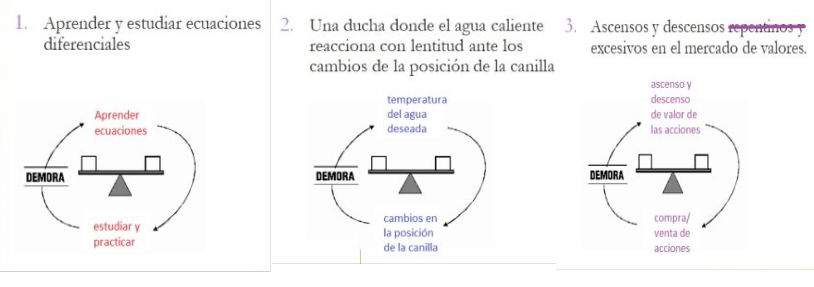 1. Aprender y estudiar ecuaciones
diferenciales
Aprender
ecuaciones
DEMORA
estudiar y
practicar
2. Una ducha donde el agua caliente
reacciona con lentitud ante los
cambios de la posición de la canilla
temperatura
del agua
deseada
DEMORA
cambios en
la posición
de la canilla
3. Ascensos y descensos repentinos y
excesivos en el mercado de valores.
ascenso y
descenso
de valor de
las acciones
DEMORA
compra/
venta de
acciones